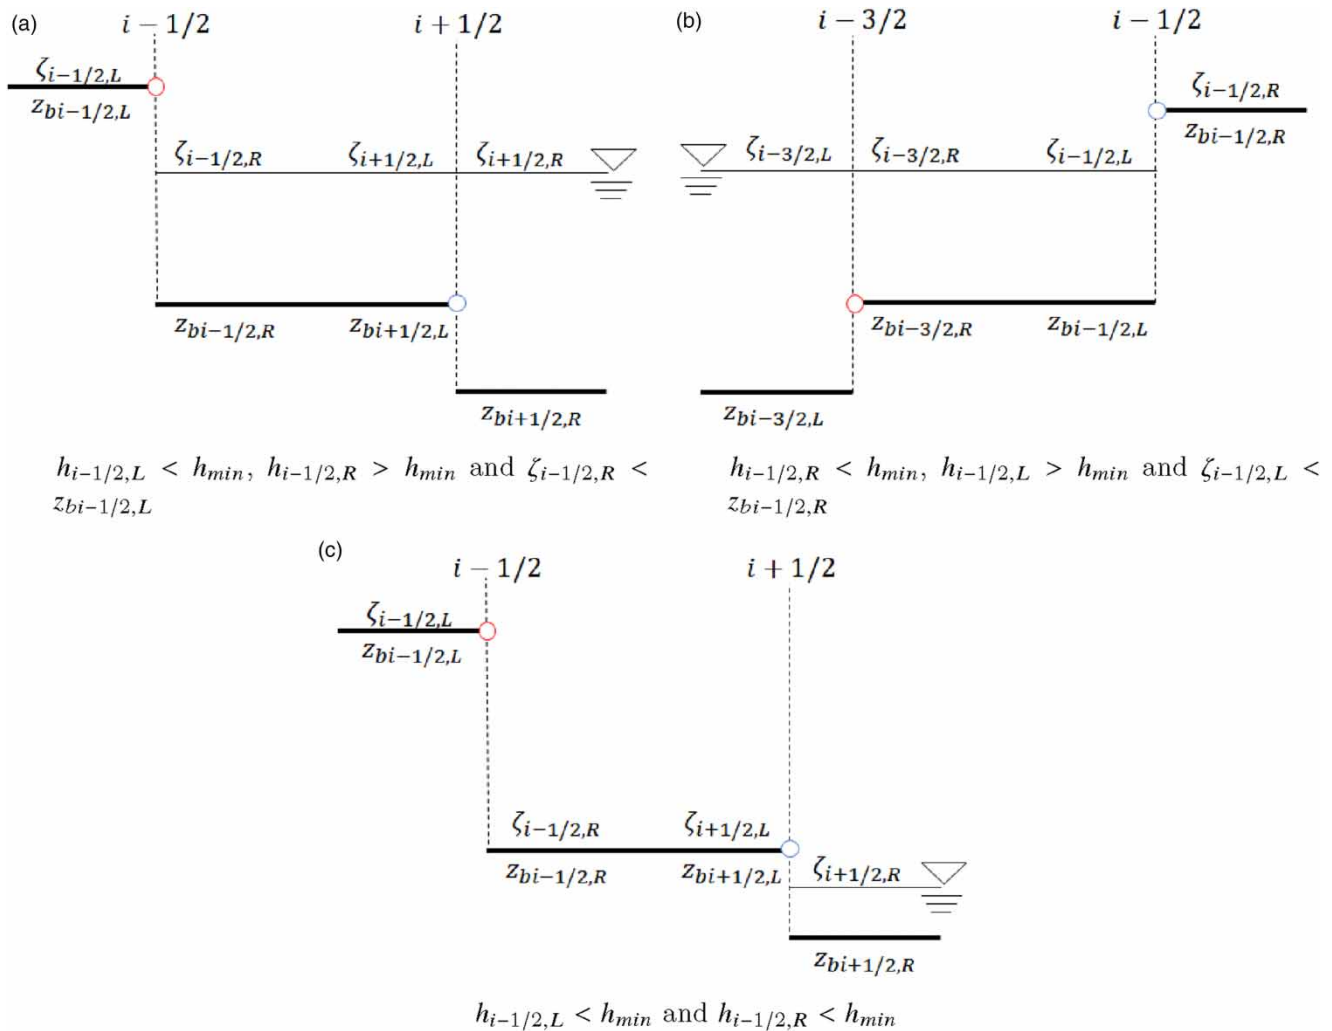 (a)
i − 1/2
i + 1/2
ζi−1/2,L
zbi−1/2,L
ζi−1/2,R
ζi+1/2,L
ζi+1/2,R
zbi−1/2,R
zbi+1/2,L
zbi+1/2,R
hi−1/2,L < hmin, hi−1/2,R > hmin and ζi−1/2,R <
zbi−1/2,L
(b)
i − 3/2
i − 1/2
ζi−1/2,R
zbi−1/2,R
ζi−3/2,L
ζi−3/2,R
ζi−1/2,L
zbi−3/2,R
zbi−1/2,L
zbi−3/2,L
hi−1/2,R < hmin, hi−1/2,L > hmin and ζi−1/2,L <
zbi−1/2,R
(c)
i − 1/2
i + 1/2
ζi−1/2,L
zbi−1/2,L
ζi−1/2,R
ζi+1/2,L
zbi−1/2,R
zbi+1/2,L
ζi+1/2,R
zbi+1/2,R
hi−1/2,L < hmin and hi−1/2,R < hmin